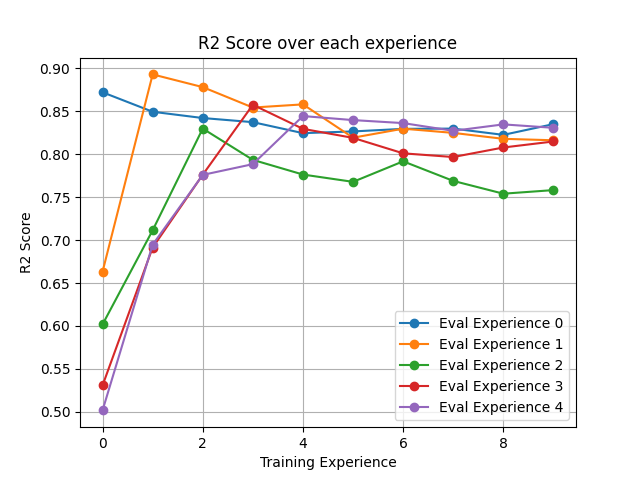 R2 Score over each experience
0.90
0.85
0.80
0.75
0.70
0.65
0.60
0.55
0.50
R2 Score
Eval Experience 0
Eval Experience 1
Eval Experience 2
Eval Experience 3
Eval Experience 4
0 2 4 6 8
Training Experience